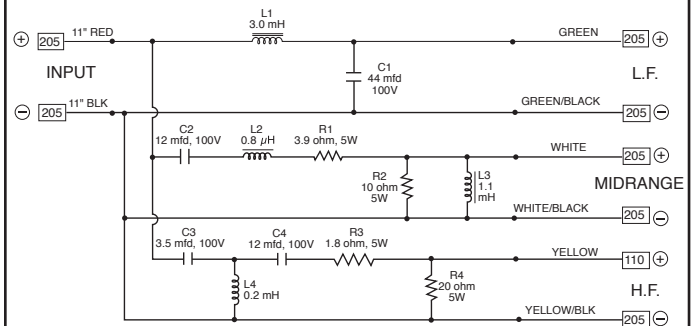 L1
3.0 mH
11" RED
GREEN
+
205
205
+
INPUT
C1
44 mfd
100V
L.F.
11" BLK
GREEN/BLACK
−
205
205
−
C2
12 mfd, 100V
L2
0.8 µH
R1
3.9 ohm, 5W
WHITE
205
+
R2
10 ohm
5W
L3
1.1
mH
MIDRANGE
WHITE/BLACK
205
−
C3
3.5 mfd, 100V
C4
12 mfd, 100V
R3
1.8 ohm, 5W
YELLOW
110
+
L4
0.2 mH
R4
20 ohm
5W
H.F.
YELLOW/BLK
205
−